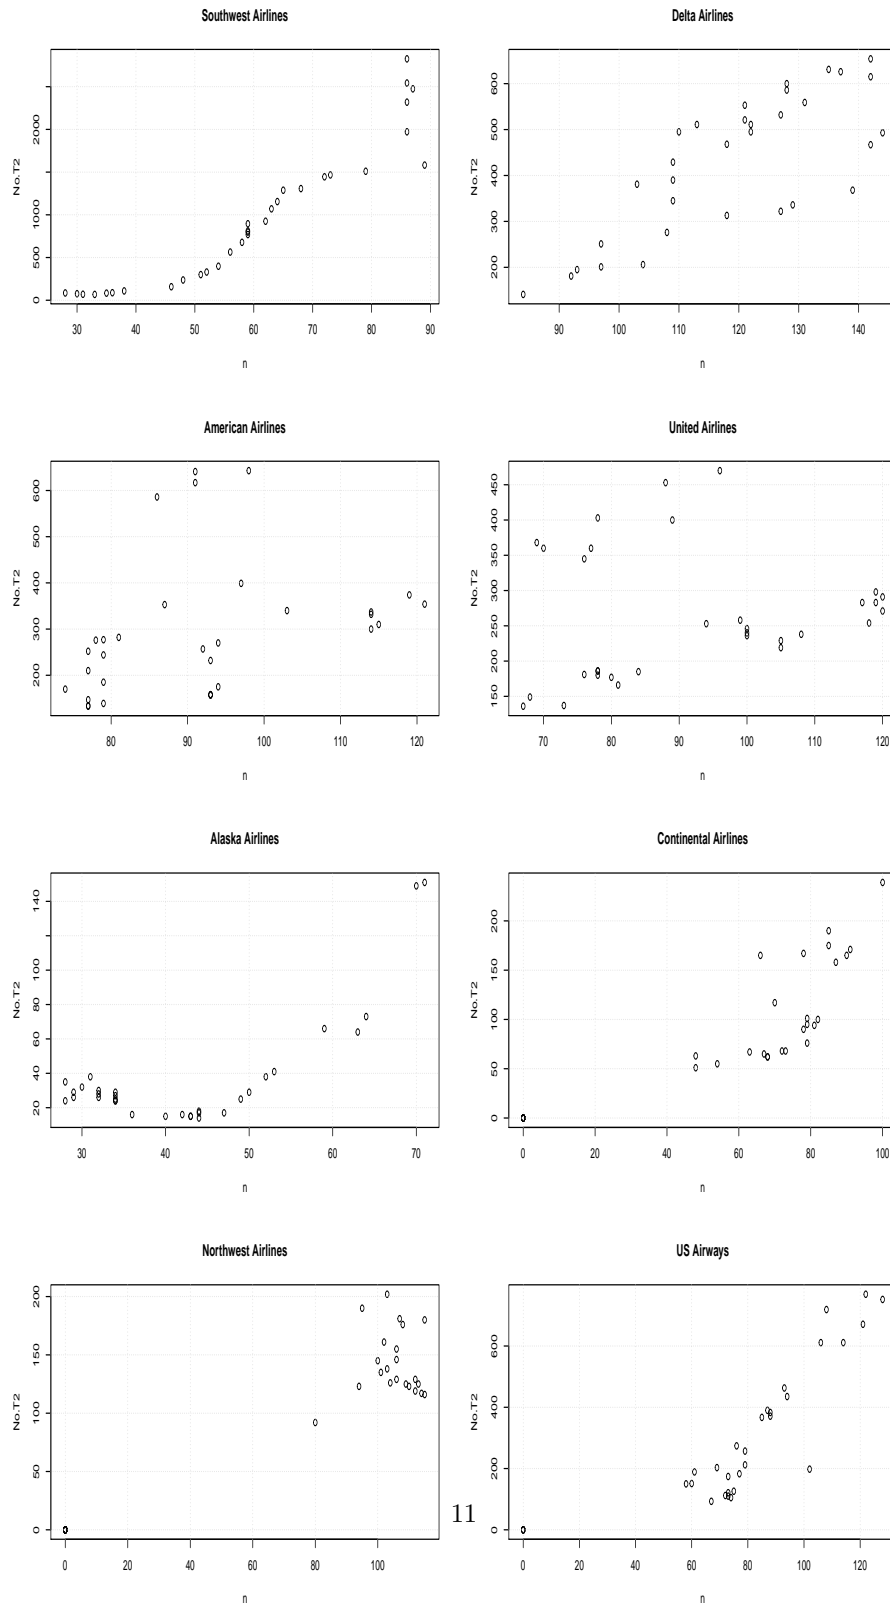 Southwest Airlines
No.T2
0 500 1000 2000
30 40 50 60 70 80 90
n
Delta Airlines
No.T2
200 300 400 500 600
90 100 110 120 130 140
n
American Airlines
No.T2
200 300 400 500 600
80 90 100 110 120
n
United Airlines
No.T2
150 200 250 300 350 400 450
70 80 90 100 110 120
n
Alaska Airlines
No.T2
20 40 60 80 100 140
30 40 50 60 70
n
Continental Airlines
No.T2
0 50 100 150 200
0 20 40 60 80 100
n
Northwest Airlines
No.T2
0 50 100 150 200
0 20 40 60 80 100
n
US Airways
No.T2
0 200 400 600
0 20 40 60 80 100 120
n
11